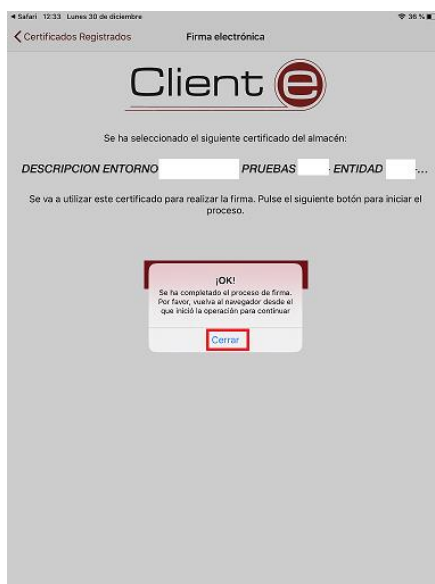 Safari 12:33 Lunes 30 de diciembre 36 %
Certificados Registrados Firma electrónica
Cliente
Se ha seleccionado el siguiente certificado del almacén:
DESCRIPCION ENTORNO PRUEBAS - ENTIDAD -...
Se va a utilizar este certificado para realizar la firma. Pulse el siguiente botón para iniciar el
proceso.
¡OK!
Se ha completado el proceso de firma.
Por favor, vuelva al navegador desde el
que inició la operación para continuar
Cerrar